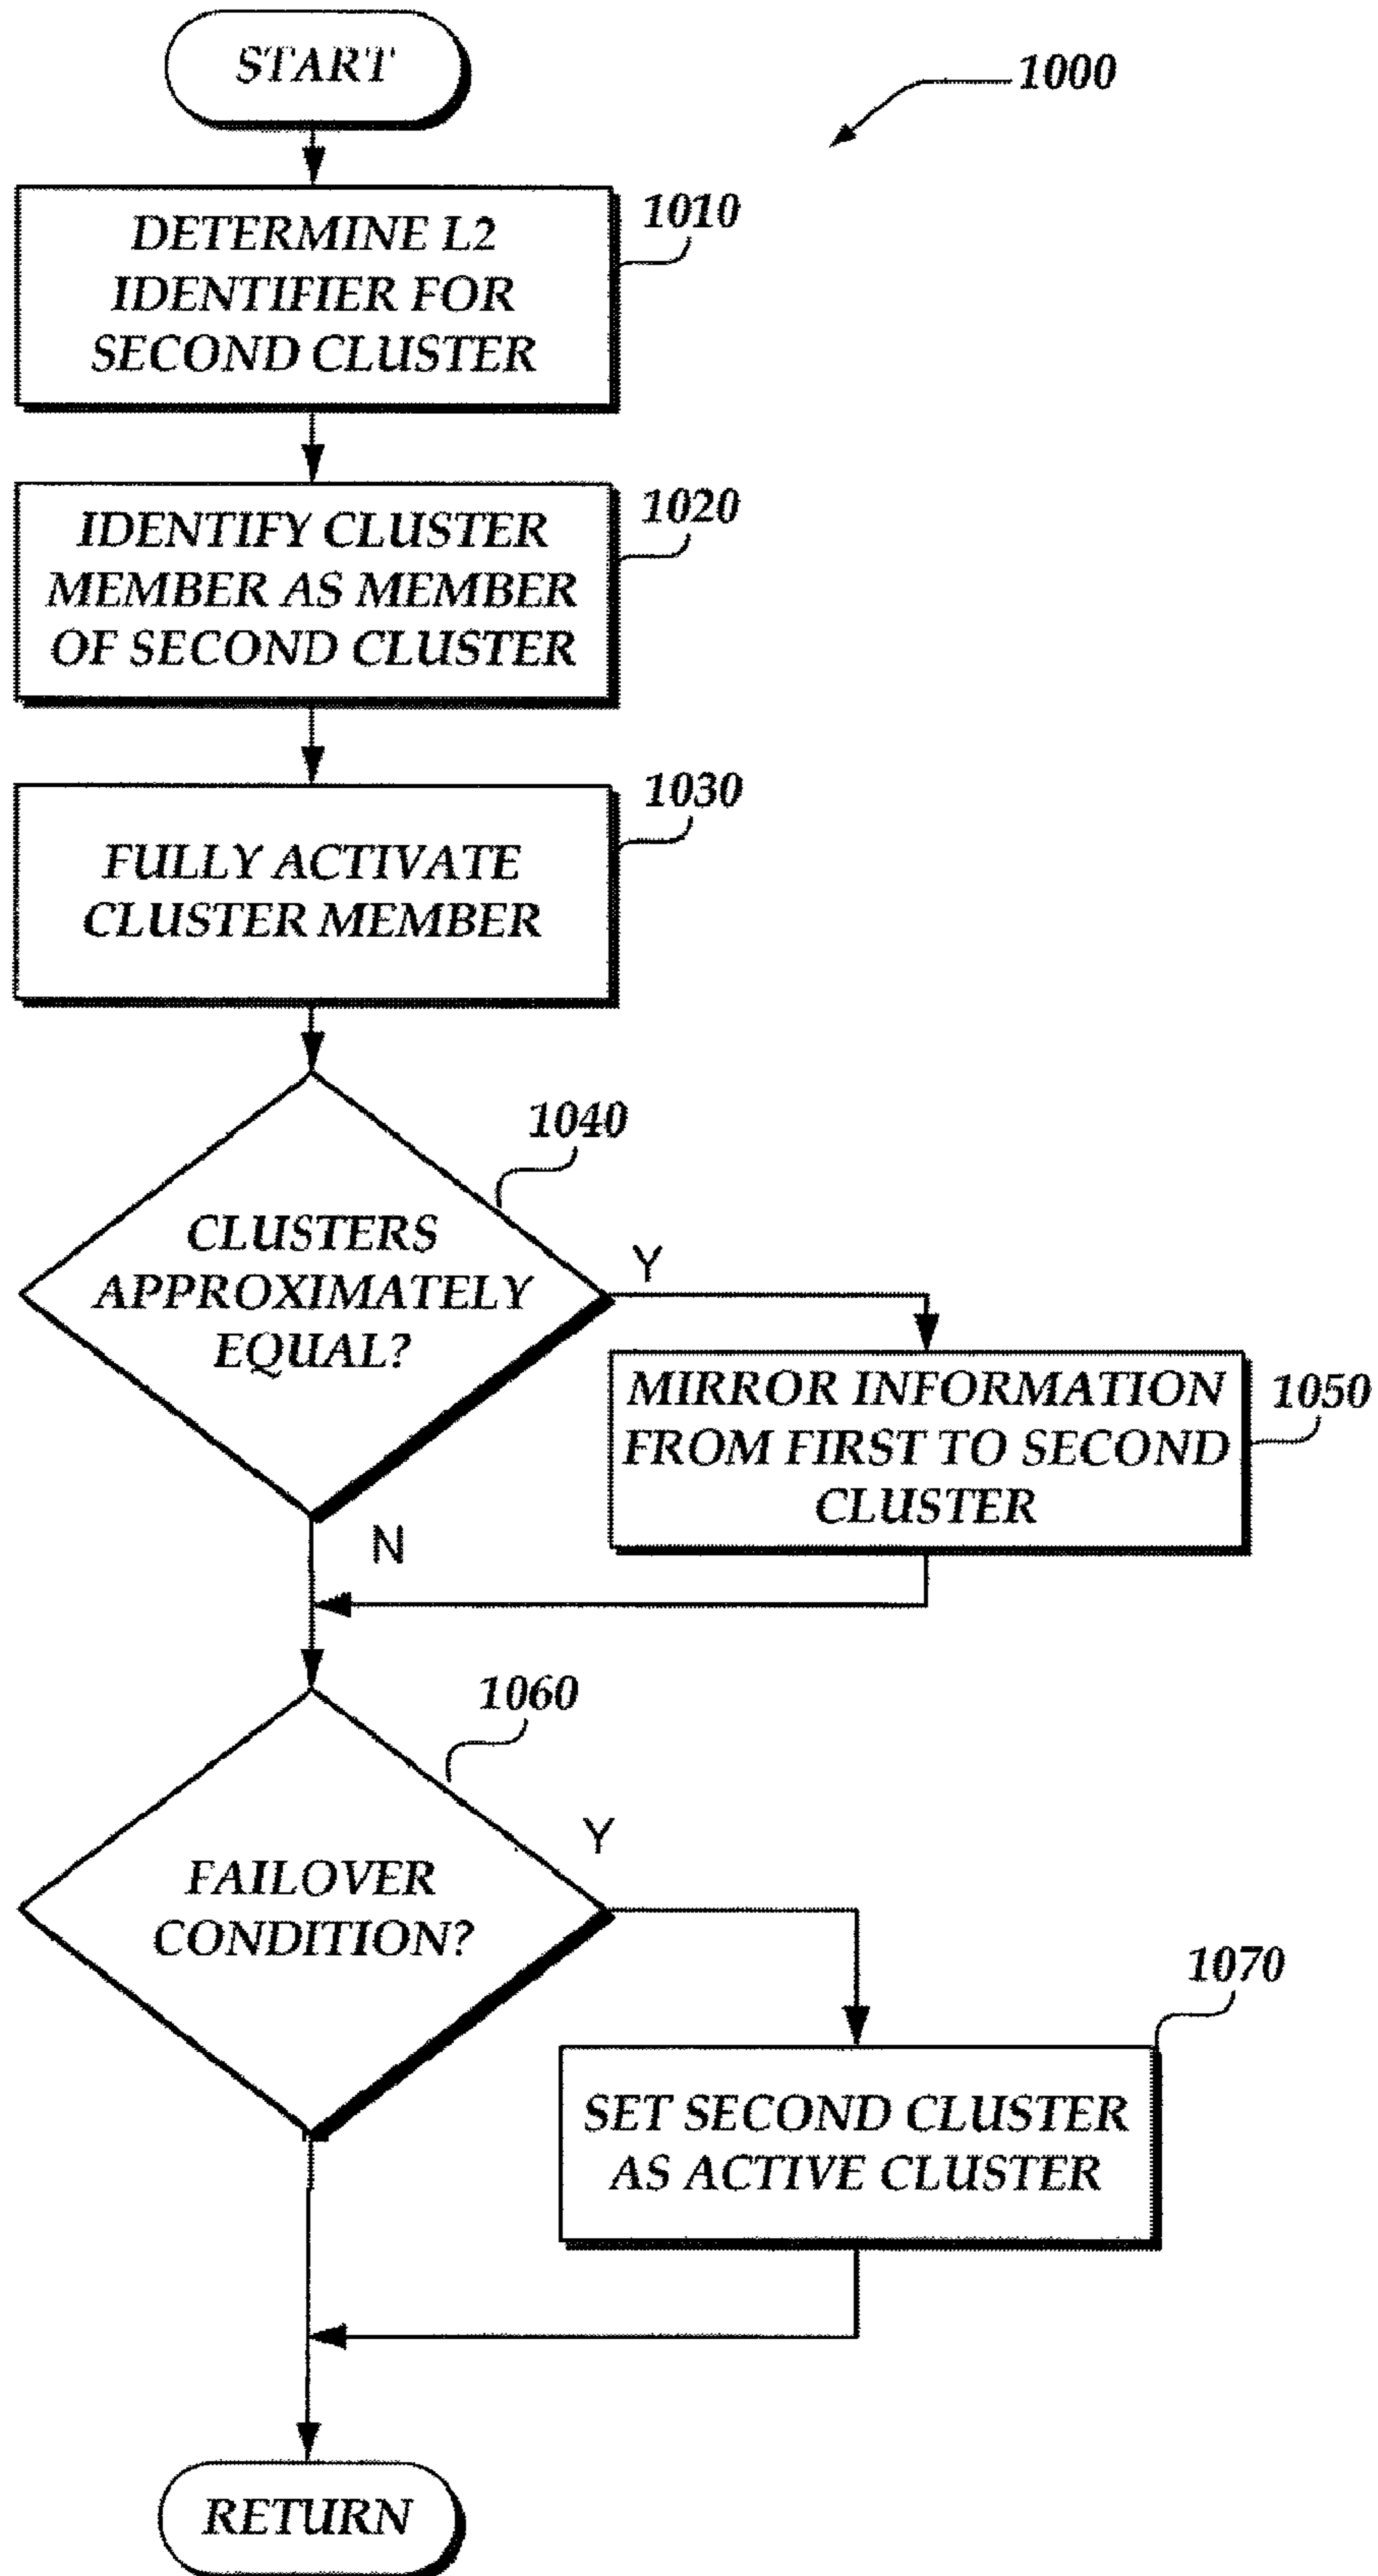 START
1000
DETERMINE L2
IDENTIFIER FOR
SECOND CLUSTER
1010
IDENTIFY CLUSTER
MEMBER AS MEMBER
OF SECOND CLUSTER
1020
FULLY ACTIVATE
CLUSTER MEMBER
1030
CLUSTERS
APPROXIMATELY
EQUAL?
1040
Y
MIRROR INFORMATION
FROM FIRST TO SECOND
CLUSTER
1050
N
FAILOVER
CONDITION?
1060
Y
SET SECOND CLUSTER
AS ACTIVE CLUSTER
1070
RETURN